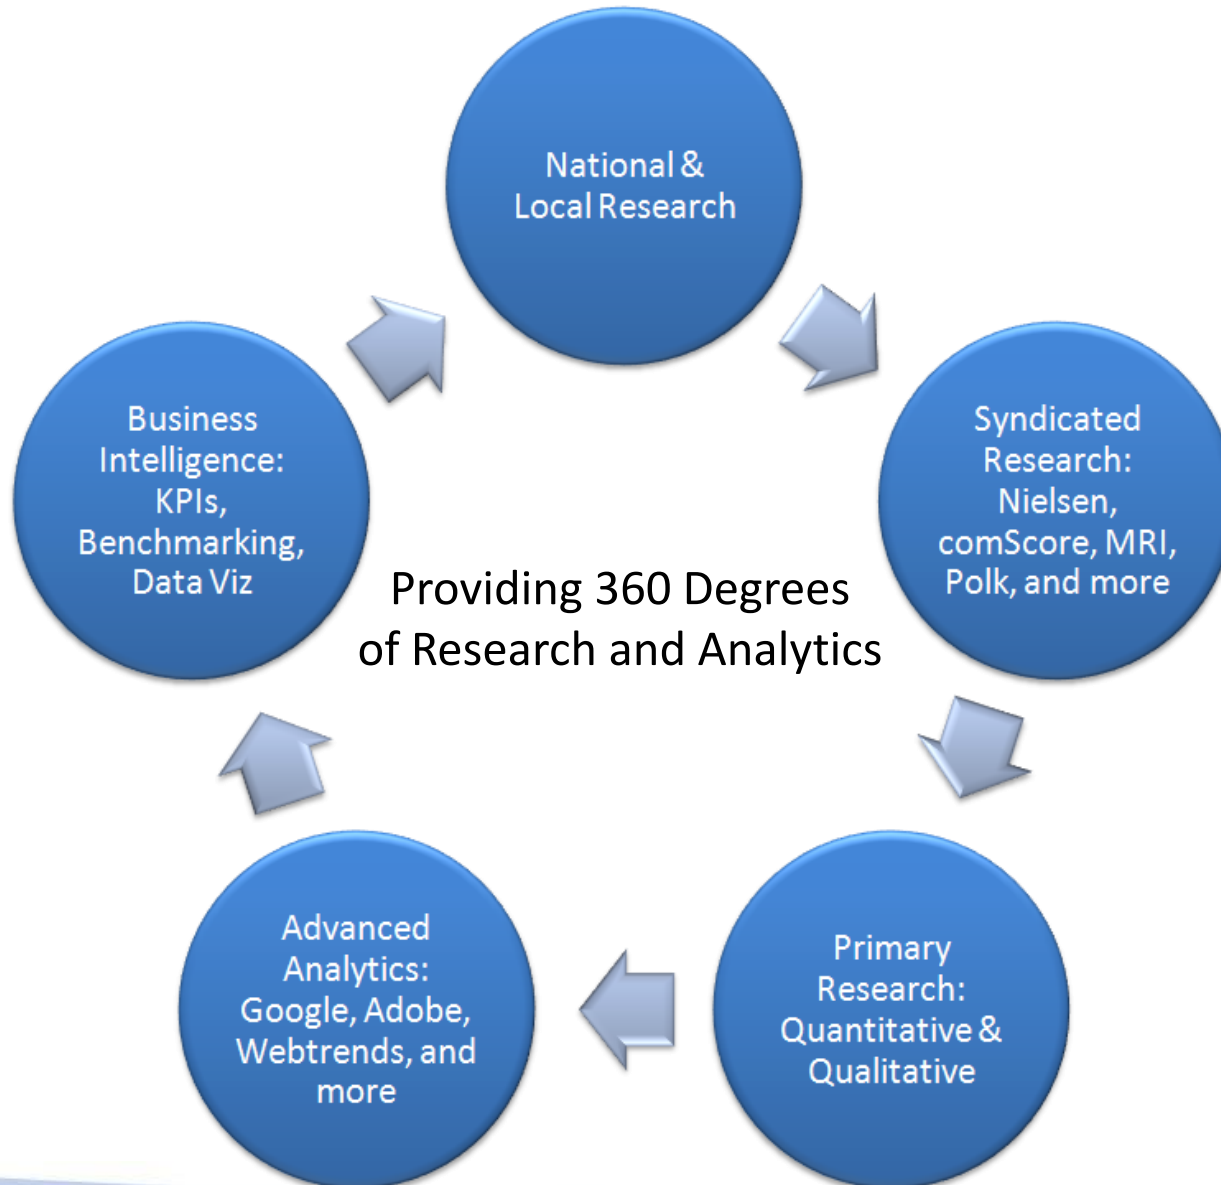 National &
Local Research
Syndicated
Research:
Nielsen,
comScore, MRI,
Polk, and more
Primary
Research:
Quantitative &
Qualitative
Advanced
Analytics:
Google, Adobe,
Webtrends, and
more
Business
Intelligence:
KPIs,
Benchmarking,
Data Viz
Providing 360 Degrees
of Research and Analytics